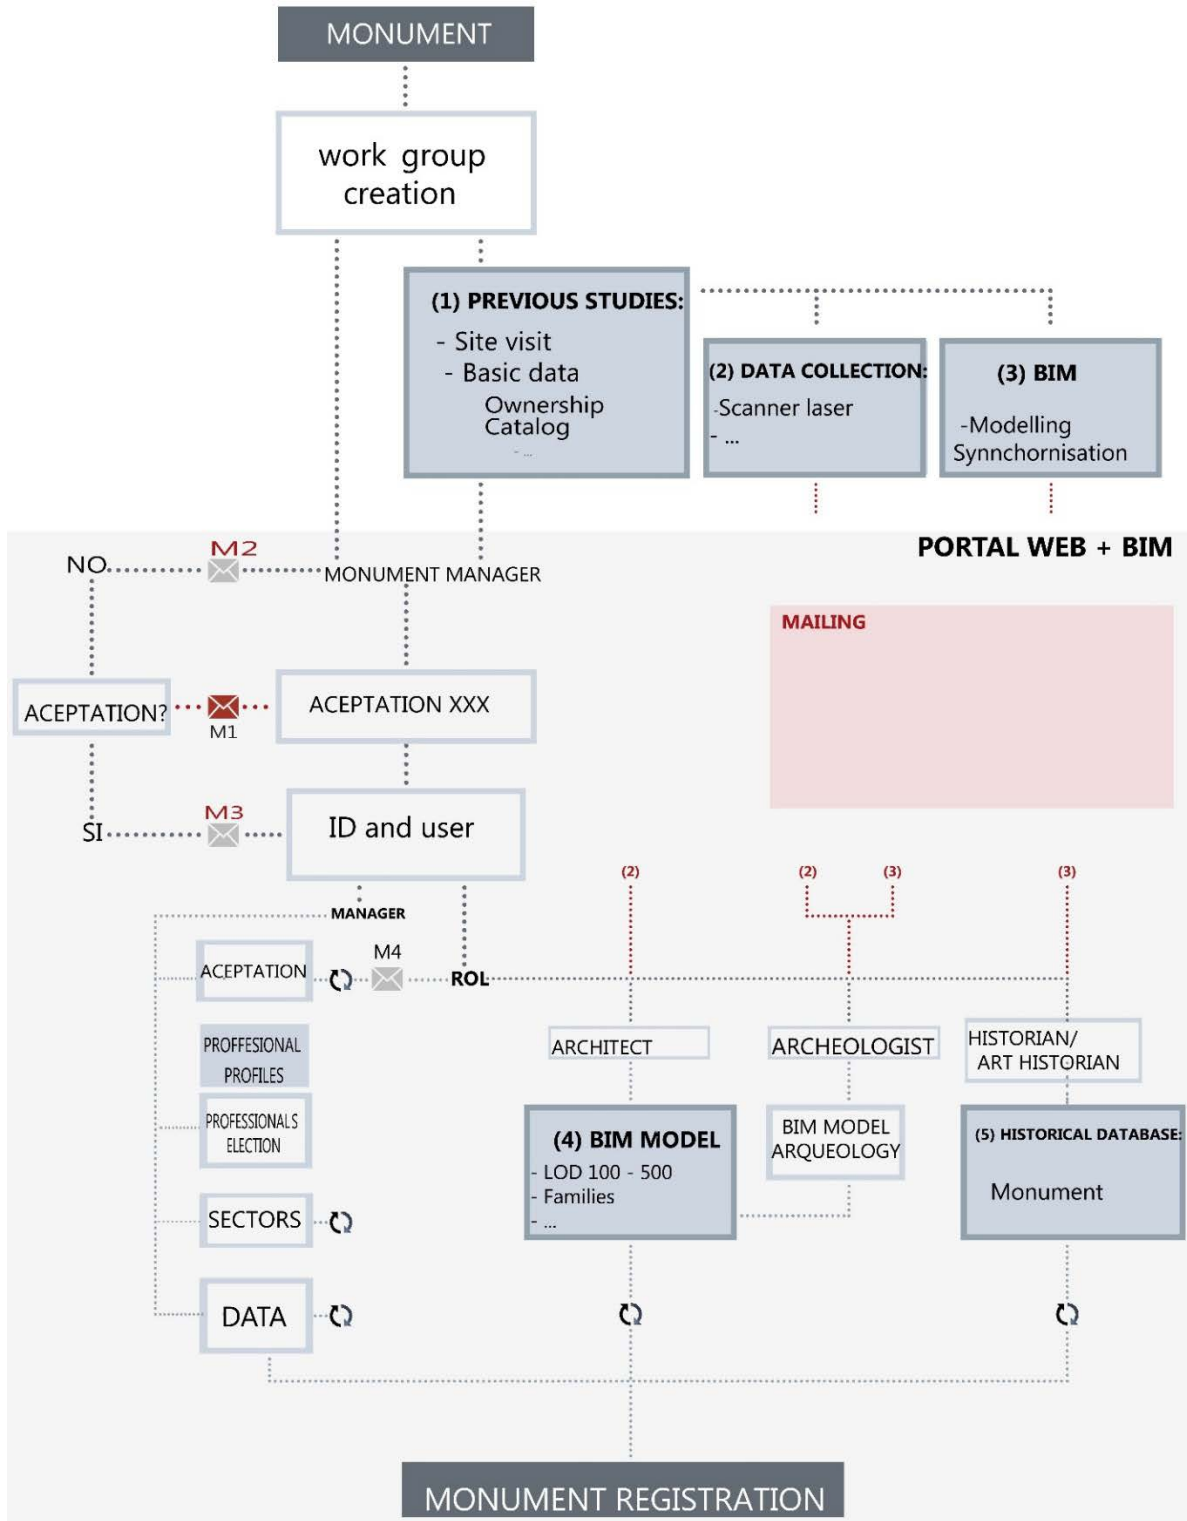 MONUMENT
work group
creation
(1) PREVIOUS STUDIES:
- Site visit
- Basic data
Ownership
Catalog
- ...
(2) DATA COLLECTION:
-Scanner laser
- ...
(3) BIM
-Modelling
Synnchornisation
PORTAL WEB + BIM
NO
M2
MONUMENT MANAGER
MAILING
ACEPTATION?
M1
ACEPTATION XXX
SI
M3
ID and user
(2)
(2)
(3)
(3)
MANAGER
ACEPTATION
M4
ROL
PROFFESIONAL
PROFILES
PROFESSIONALS
ELECTION
SECTORS
DATA
ARCHITECT
ARCHEOLOGIST
HISTORIAN/
ART HISTORIAN
(4) BIM MODEL
- LOD 100 - 500
- Families
- ...
BIM MODEL
ARQUEOLOGY
(5) HISTORICAL DATABASE:
Monument
MONUMENT REGISTRATION